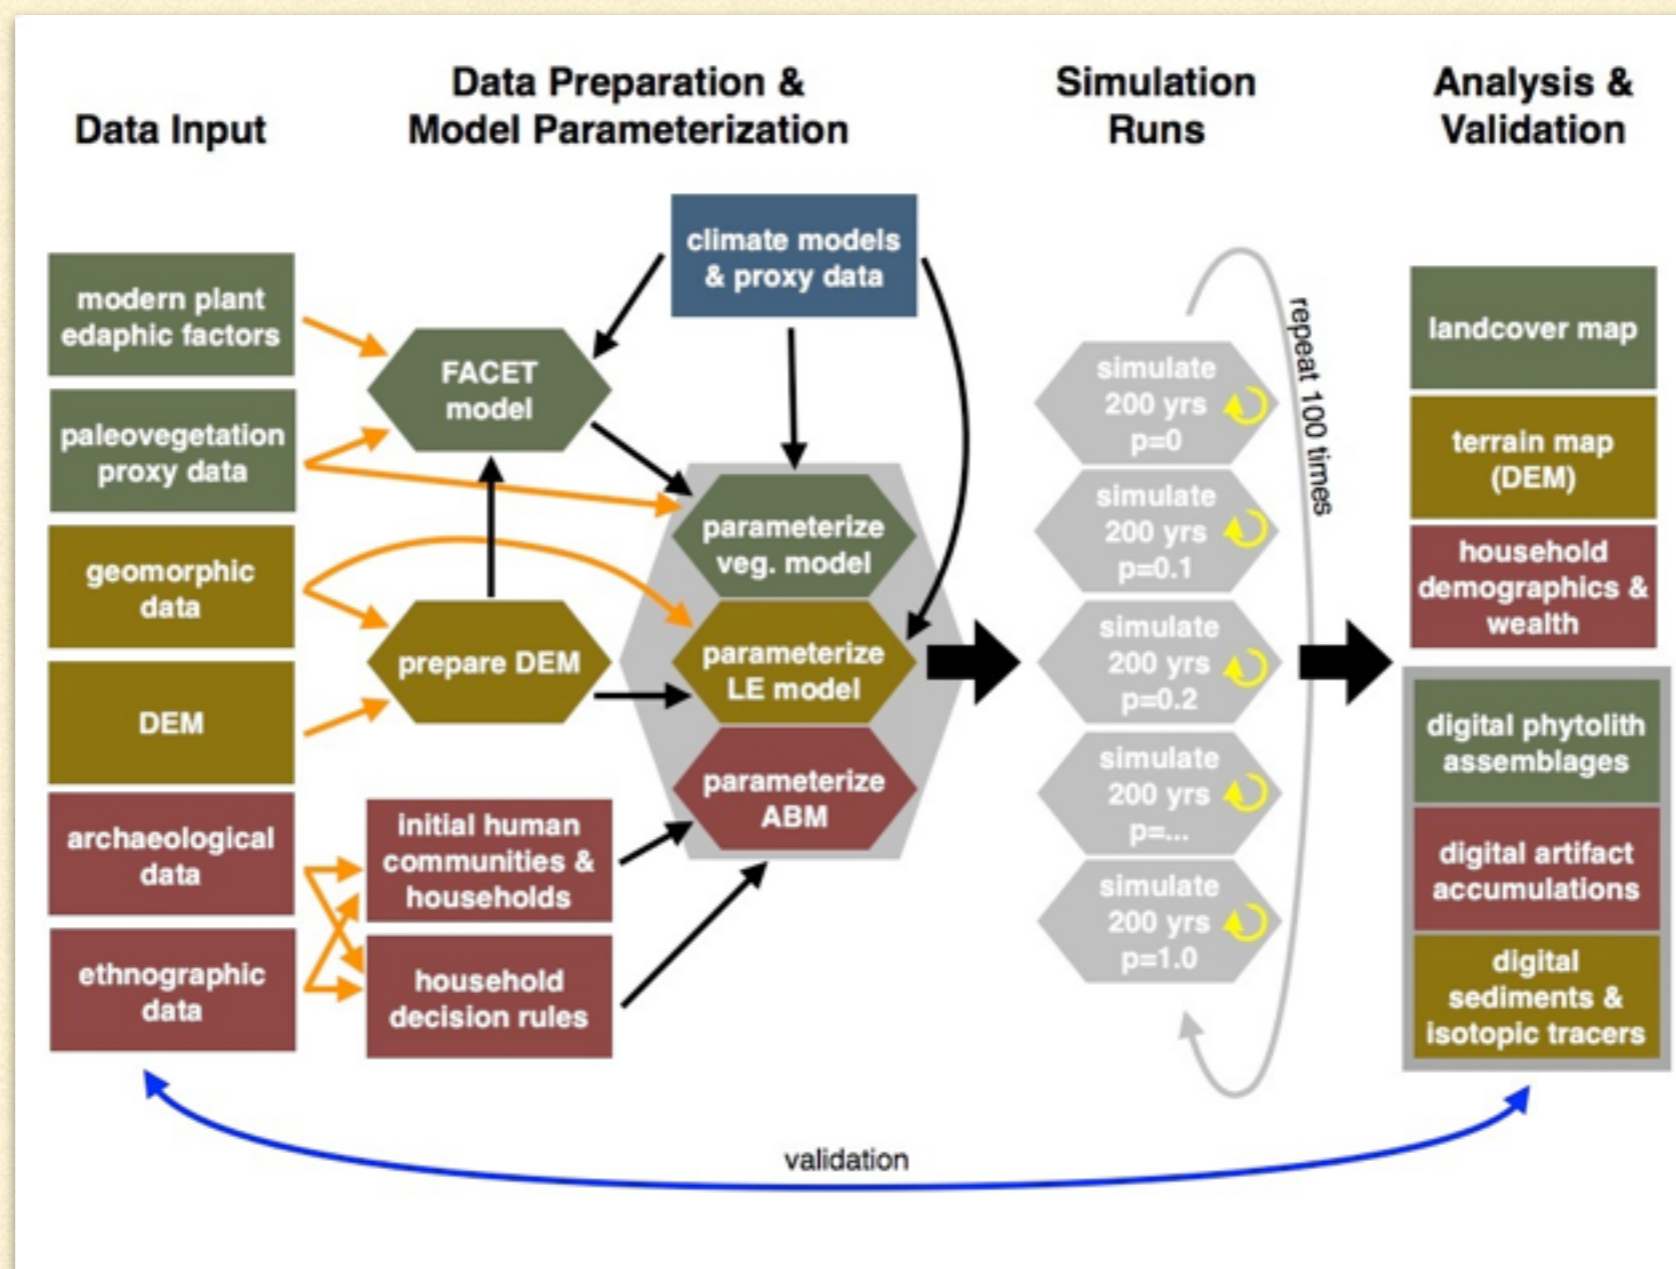 Data Input
Data Preparation &
Model Parameterization
Simulation
Runs
Analysis &
Validation
modern plant
edaphic factors
paleovegetation
proxy data
geomorphic
data
DEM
archaeological
data
ethnographic
data
climate models
& proxy data
FACET
model
prepare DEM
initial human
communities &
households
household
decision rules
parameterize
veg. model
parameterize
LE model
parameterize
ABM
simulate
200 yrs
p=0
simulate
200 yrs
p=0.1
simulate
200 yrs
p=0.2
simulate
200 yrs
p=...
simulate
200 yrs
p=1.0
repeat 100 times
landcover map
terrain map
(DEM)
household
demographics &
wealth
digital phytolith
assemblages
digital artifact
accumulations
digital
sediments &
isotopic tracers
validation